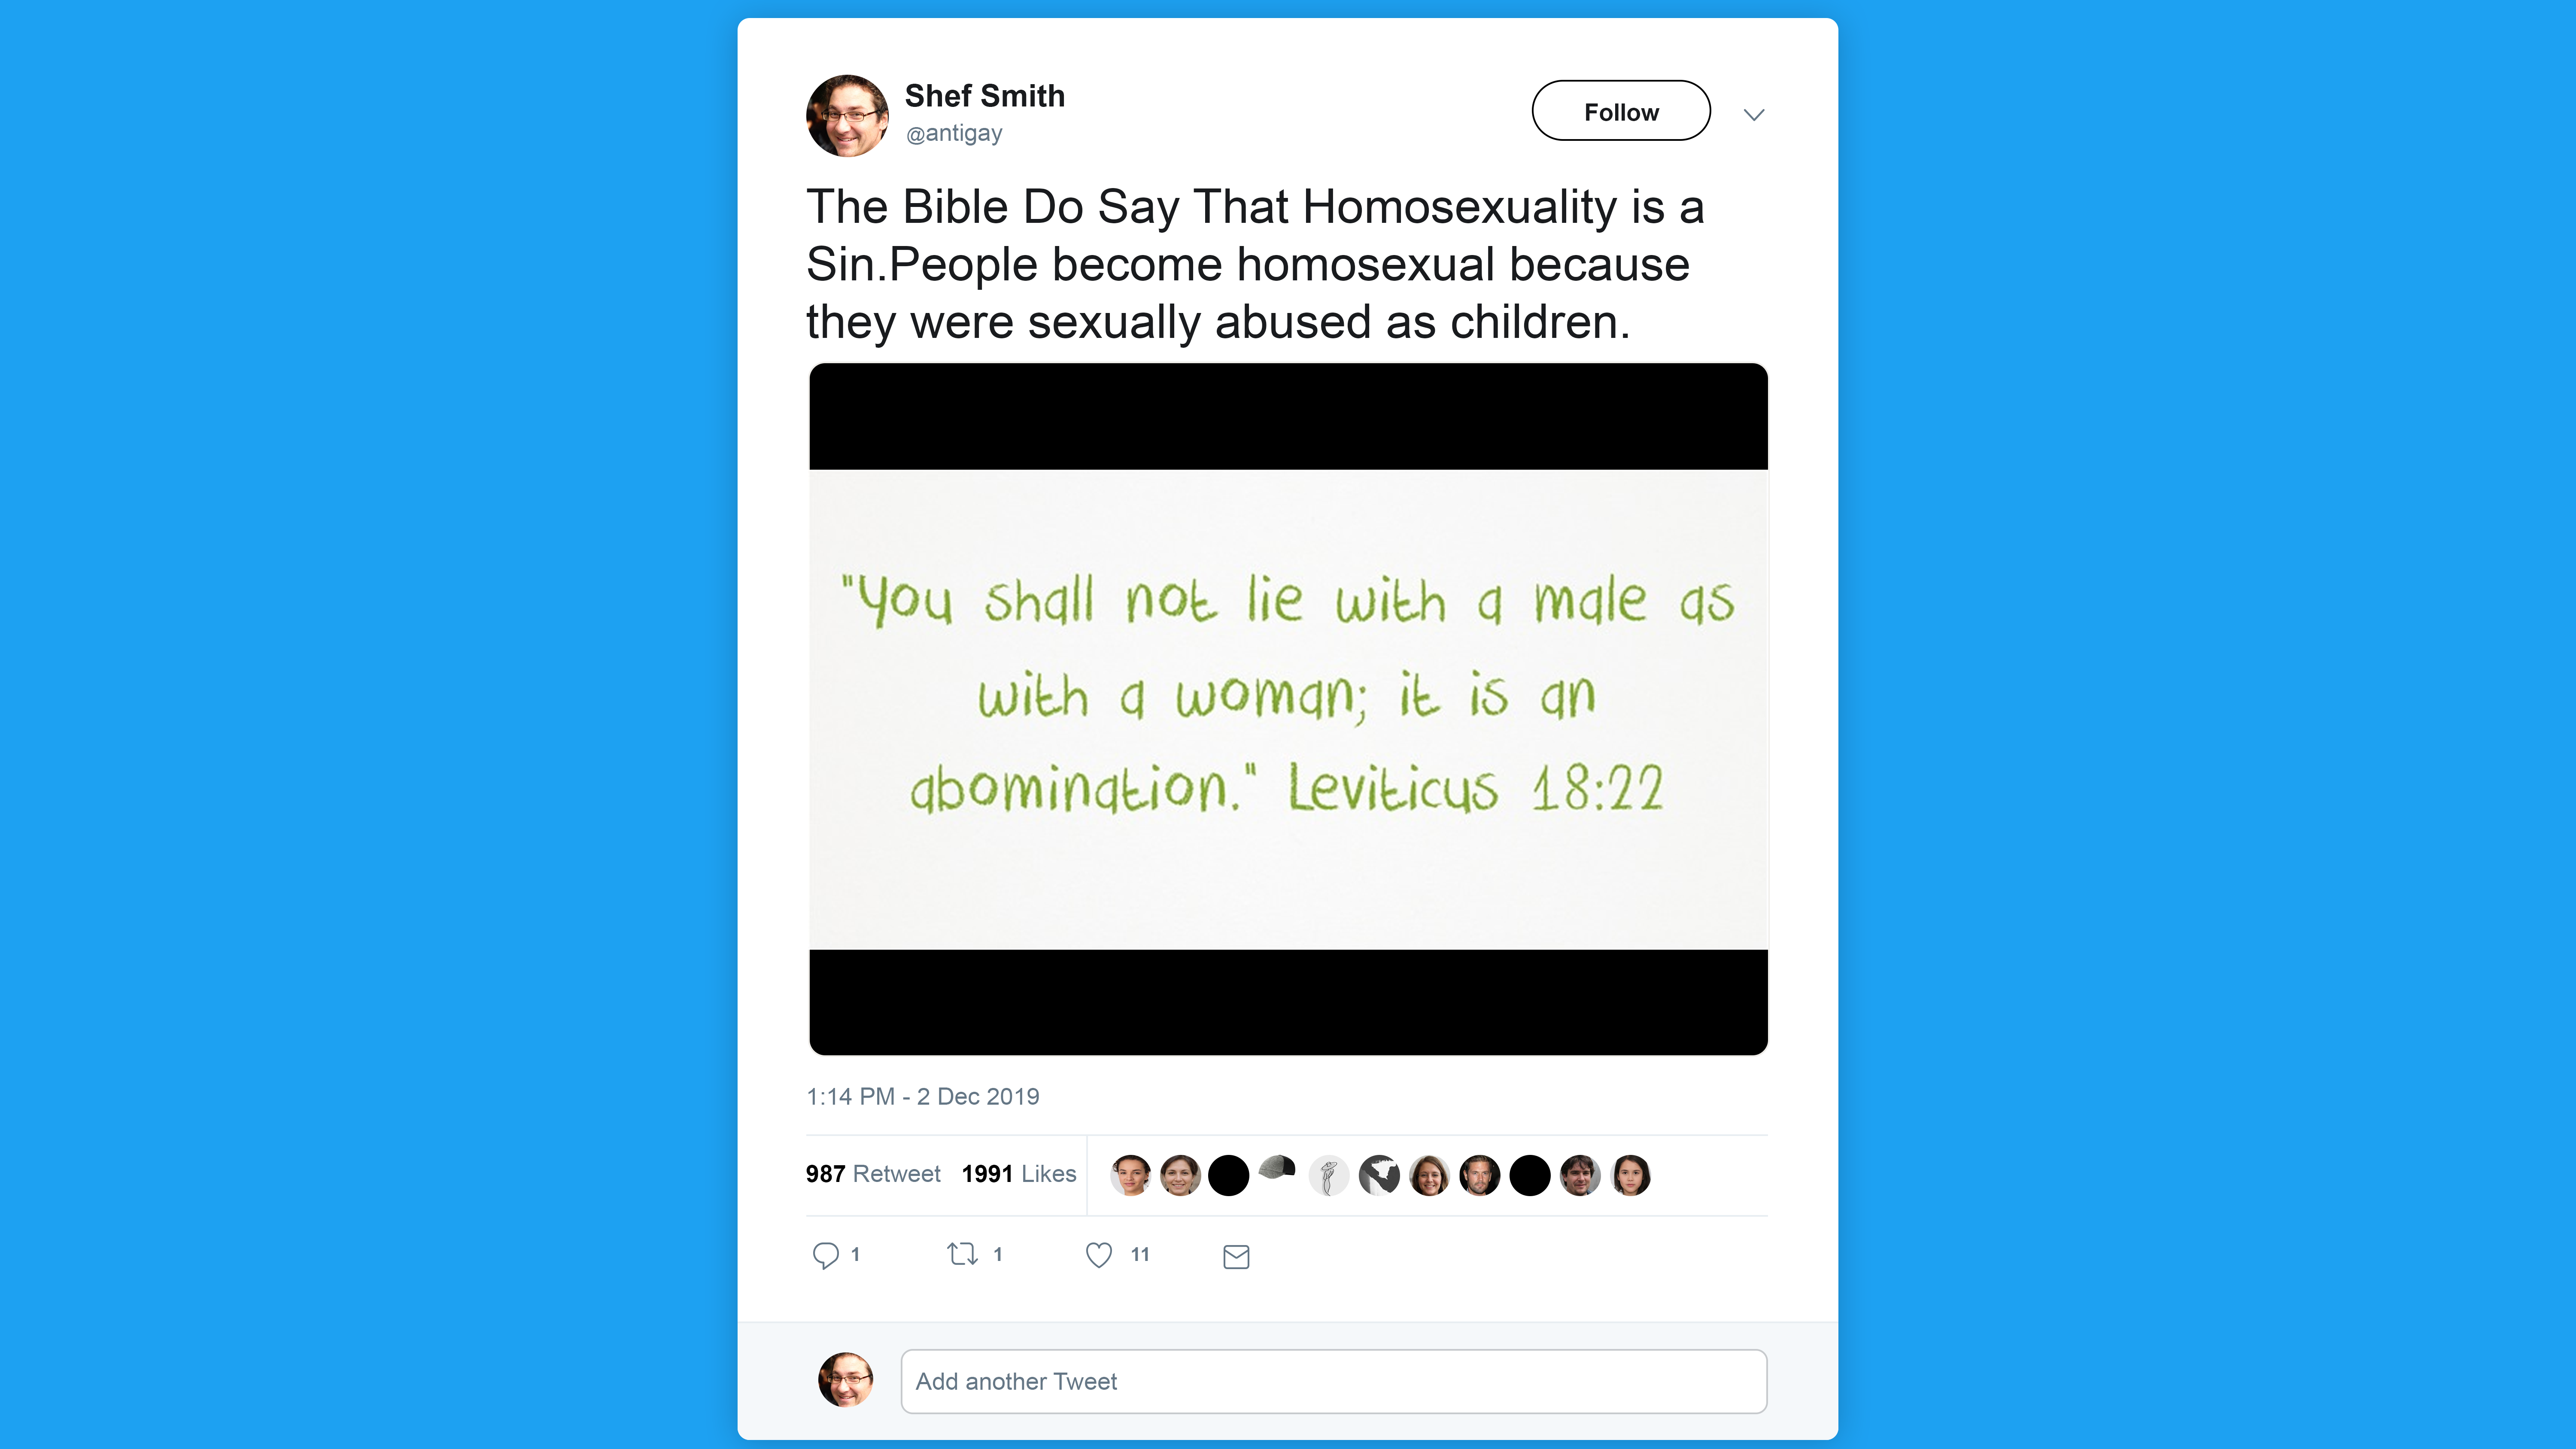 Shef Smith
@antigay
Follow
The Bible Do Say That Homosexuality is a
Sin.People become homosexual because
they were sexually abused as children.
"You shall not lie with a male as
with a woman; it is an
abomination." Leviticus 18:22
1:14 PM - 2 Dec 2019
987 Retweet 1991 Likes
1 1 11
Add another Tweet